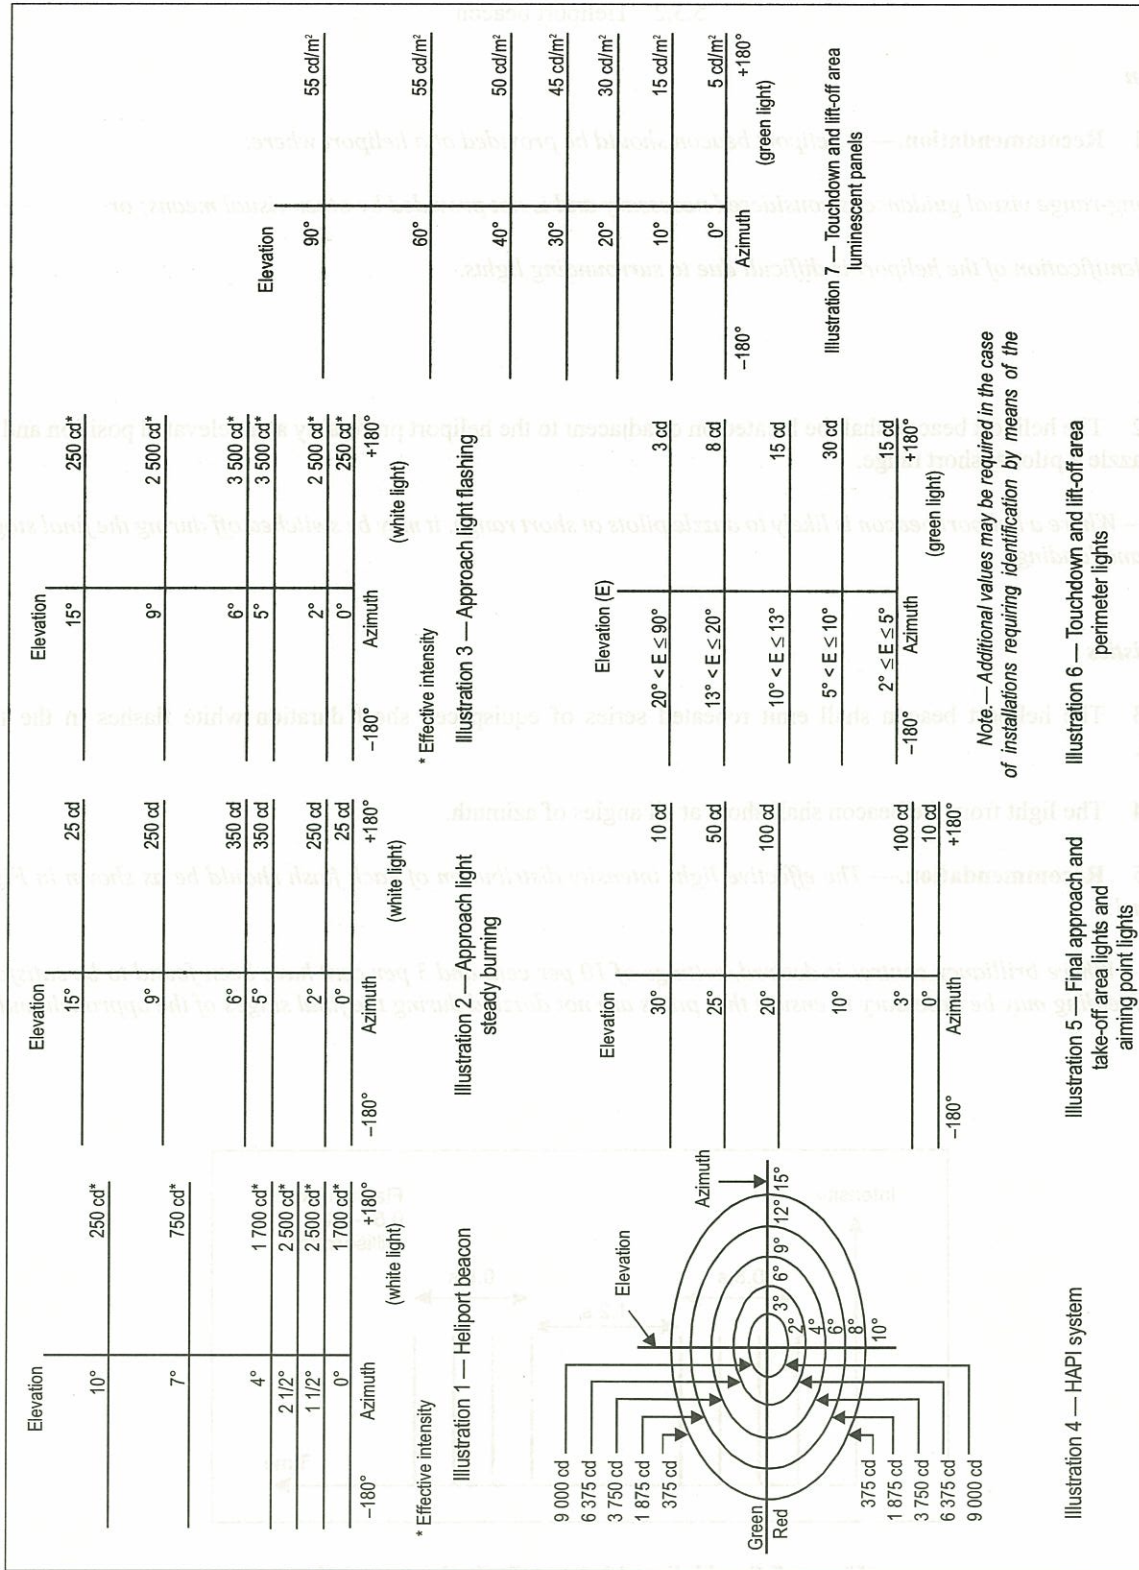 Elevation
10° 250 cd*
7° 750 cd*
4° 1 700 cd*
2 1/2° 2 500 cd*
1 1/2° 2 500 cd*
0° 1 700 cd*
–180° Azimuth +180°
(white light)
* Effective intensity
Illustration 1 — Heliport beacon
Elevation
15° 25 cd
9° 250 cd
6° 350 cd
5° 350 cd
2° 250 cd
0° 25 cd
–180° Azimuth +180°
(white light)
Illustration 2 — Approach light
stady burning
Elevation
15° 250 cd*
9° 2 500 cd*
6° 3 500 cd*
5° 3 500 cd*
2° 2 500 cd*
0° 250 cd*
–180° Azimuth +180°
(white light)
* Effective intensity
Illustration 3 — Approach light flashing
Elevation
90° 55 cd/m²
60° 55 cd/m²
40° 50 cd/m²
30° 45 cd/m²
20° 30 cd/m²
10° 15 cd/m²
0° 5 cd/m²
–180° Azimuth +180°
(green light)
Illustration 7 — Touchdown and lift-off area
luminescent panels
9 000 cd
6 375 cd
3 750 cd
1 875 cd
375 cd
Elevation
Azimuth
Green
Red
3° 6° 9° 12° 15°
2°
4°
6°
8°
10°
375 cd
1 875 cd
3 750 cd
6 375 cd
9 000 cd
Illustration 4 — HAPI system
Elevation
30° 10 cd
25° 50 cd
20° 100 cd
10°
3° 100 cd
0° 10 cd
–180° Azimuth +180°
Illustration 5 — Final approach and
take-off area lights and
aiming point lights
Elevation (E)
20° < E ≤ 90° 3 cd
13° < E ≤ 20° 8 cd
10° < E ≤ 13° 15 cd
5° < E ≤ 10° 30 cd
2° ≤ E ≤ 5° 15 cd
–180° Azimuth +180°
(green light)
Note.— Additional values may be required in the case
of installations requiring identification by means of the
Illustration 6 — Touchdown and lift-off area
perimeter lights